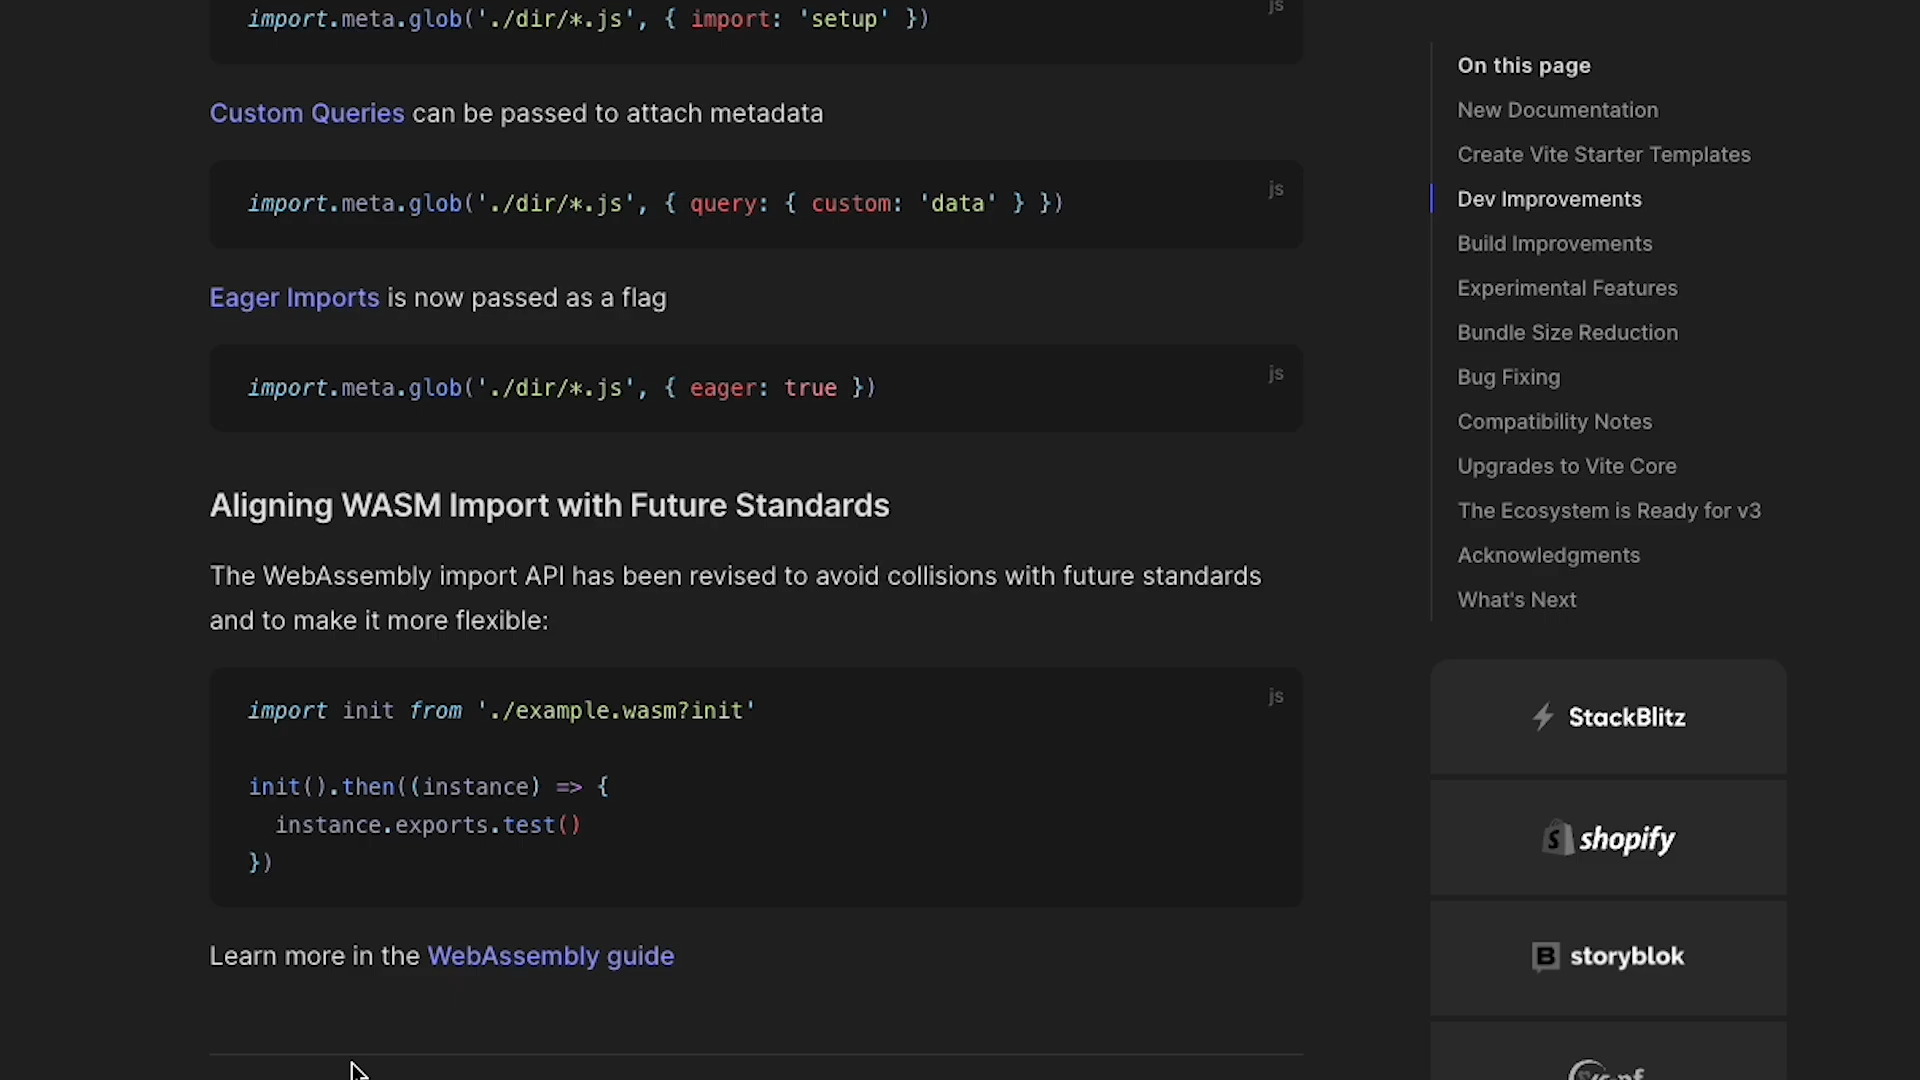 import.meta.glob('./dir/*.js', { import: 'setup' })
js
Custom Queries can be passed to attach metadata
js
import.meta.glob('./dir/*.js', { query: { custom: 'data' } })
Eager Imports is now passed as a flag
js
import.meta.glob('./dir/*.js', { eager: true })
Aligning WASM Import with Future Standards
The WebAssembly import API has been revised to avoid collisions with future standards
and to make it more flexible:
js
import init from './example.wasm?init'
init().then((instance) => {
  instance.exports.test()
})
Learn more in the WebAssembly guide
On this page
New Documentation
Create Vite Starter Templates
Dev Improvements
Build Improvements
Experimental Features
Bundle Size Reduction
Bug Fixing
Compatibility Notes
Upgrades to Vite Core
The Ecosystem is Ready for v3
Acknowledgments
What's Next
StackBlitz
shopify
storyblok